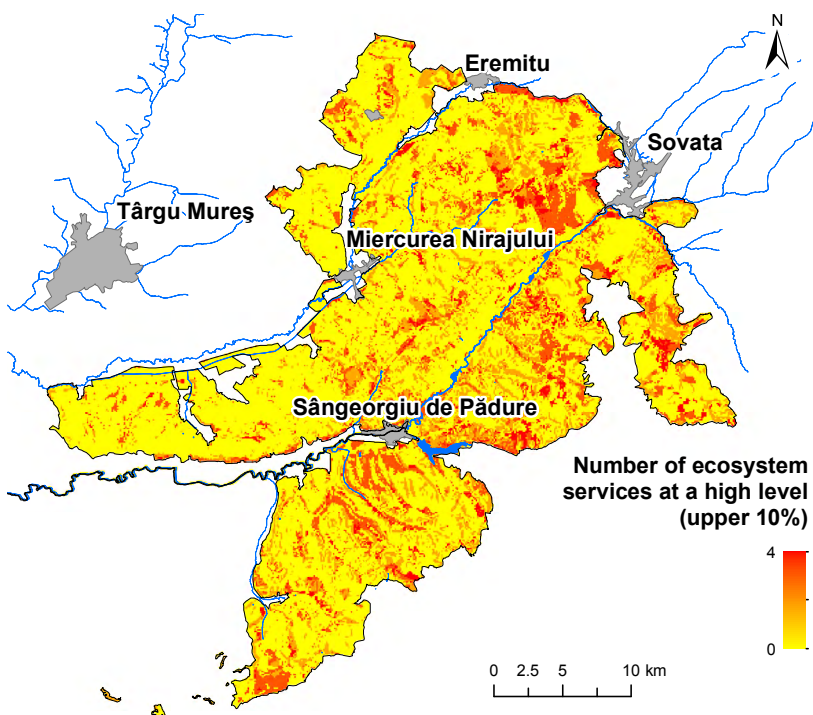 N
Eremitu
Sovata
Târgu Mureş
Miercurea Nirajului
Sângeorgiu de Pădure
Number of ecosystem
services at a high level
(upper 10%)
4
0
0 2.5 5 10 km